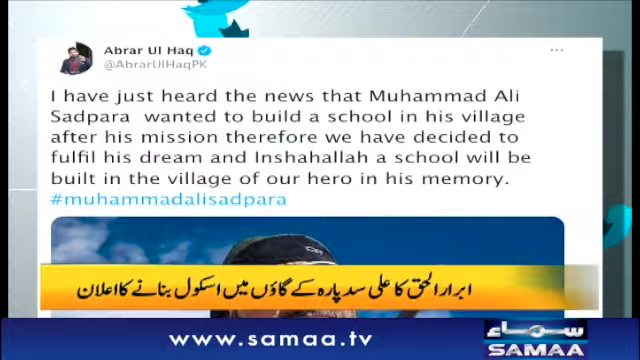 Abrar Ul Haq
@AbrarUlHaqPK
I have just heard the news that Muhammad Ali
Sadpara wanted to build a school in his village
after his mission therefore we have decided to
fulfil his dream and Inshahallah a school will be
built in the village of our hero in his memory.
#muhammadalisadpara
ابرار الحق کا علی سدپارہ کے گاؤں میں اسکول بنانے کا اعلان
www.samaa.tv
سماء
SAMAA